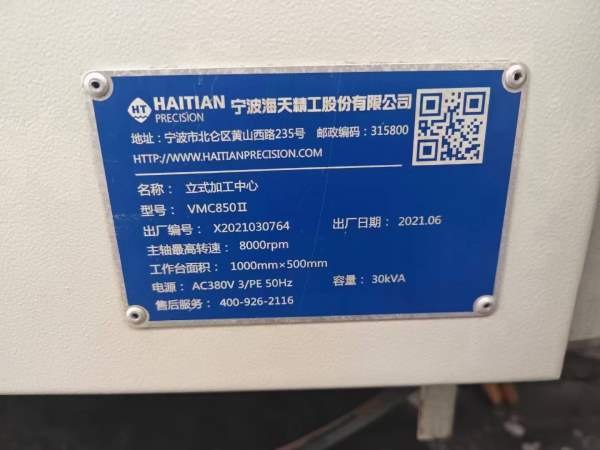 HT HAITIAN PRECISION 宁波海天精工股份有限公司
地址：宁波市北仑区黄山西路235号 邮政编码：315800
HTTP://WWW.HAITIANPRECISION.COM
名称： 立式加工中心
型号： VMC850Ⅱ
出厂编号： X2021030764 出厂日期： 2021.06
主轴最高转速： 8000rpm
工作台面积： 1000mm×500mm
电源： AC380V 3/PE 50Hz 容量： 30kVA
售后服务： 400-926-2116